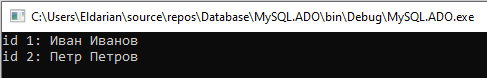 C:\Users\Eldarian\source\repos\Database\MySQL.ADO\bin\Debug\MySQL.ADO.exe
id 1: Иван Иванов
id 2: Петр Петров